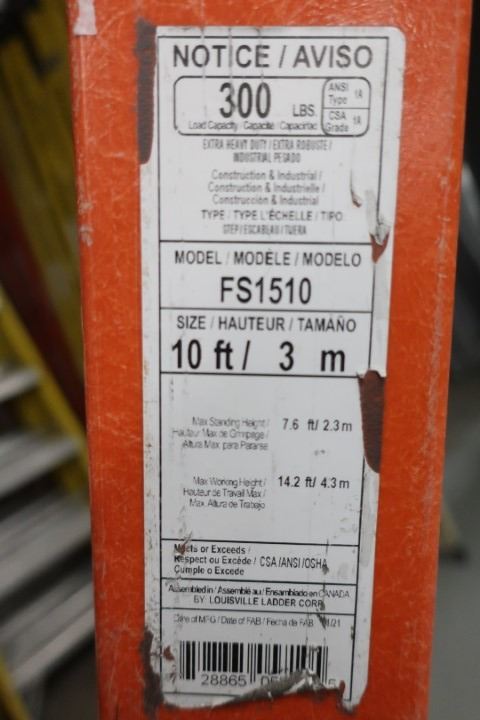 NOTICE / AVISO
300 LBS.
Load Capacity / Capacité / Capacitac
ANSI Type 1A
CSA Grade 1A
EXTRA HEAVY DUTY / EXTRA ROBUSTE /
INDUSTRIAL PESADO
Construction & Industrial /
Construction & Industrielle /
Construcción & Industrial
TYPE / TYPE L'ÉCHELLE / TIPO:
STEP / ESCABEAU / TIJERA
MODEL / MODÈLE / MODELO
FS1510
SIZE / HAUTEUR / TAMAÑO
10 ft / 3 m
Max Standing Height /
Hauteur Max de Grimpage /
Altura Max. para Pararse
7.6 ft/ 2.3 m
Max Working Height /
Hauteur de Travail Max /
Max. Altura de Trabajo
14.2 ft/ 4.3 m
Meets or Exceeds /
Respect ou Excède /
Cumple o Excede
CSA /ANSI /OSHA
Assembled in / Assemblé au / Ensamblado en CANADA
BY: LOUISVILLE LADDER CORP.
Date of MFG / Date of FAB / Fecha de FAB
28865